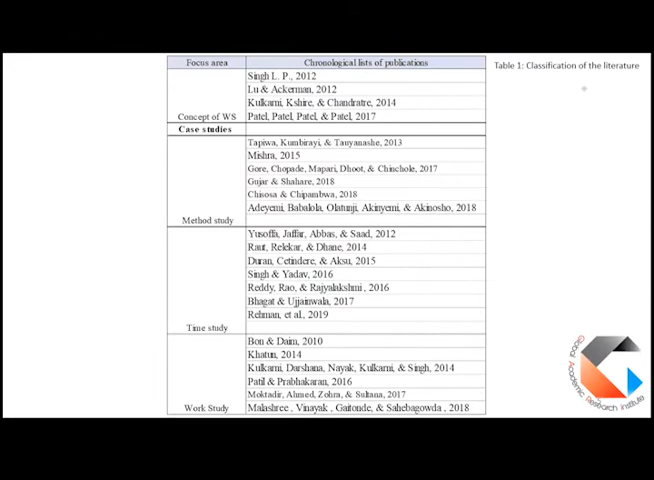 Focus area Chronological lists of publications
Table 1: Classification of the literature
Singh L. P., 2012
Lu & Ackerman, 2012
Kulkarni, Kshire, & Chandratre, 2014
Concept of WS Patel, Patel, Patel, & Patel, 2017
Case studies
Tapiwa, Kumbirayi, & Tauyanashe, 2013
Mishra, 2015
Gore, Chopade, Mapari, Dhoot, & Chinchole, 2017
Gujar & Shahare, 2018
Chisosa & Chipambwa, 2018
Adeyemi, Babalola, Olatunji, Akinyemi, & Akinosho, 2018
Method study
Yusoffa, Jaffar, Abbas, & Saad, 2012
Raut, Relekar, & Dhane, 2014
Duran, Cetindere, & Aksu, 2015
Singh & Yadav, 2016
Reddy, Rao, & Rajyalakshmi , 2016
Bhagat & Ujjainwala, 2017
Rehman, et al., 2019
Time study
Bon & Daim, 2010
Khatun, 2014
Kulkarni, Darshana, Nayak, Kulkarni, & Singh, 2014
Patil & Prabhakaran, 2016
Moktadir, Ahmed, Zohra, & Sultana, 2017
Work Study Malashree , Vinayak , Gaitonde, & Sahebagowda , 2018
Global Academic Research Institute